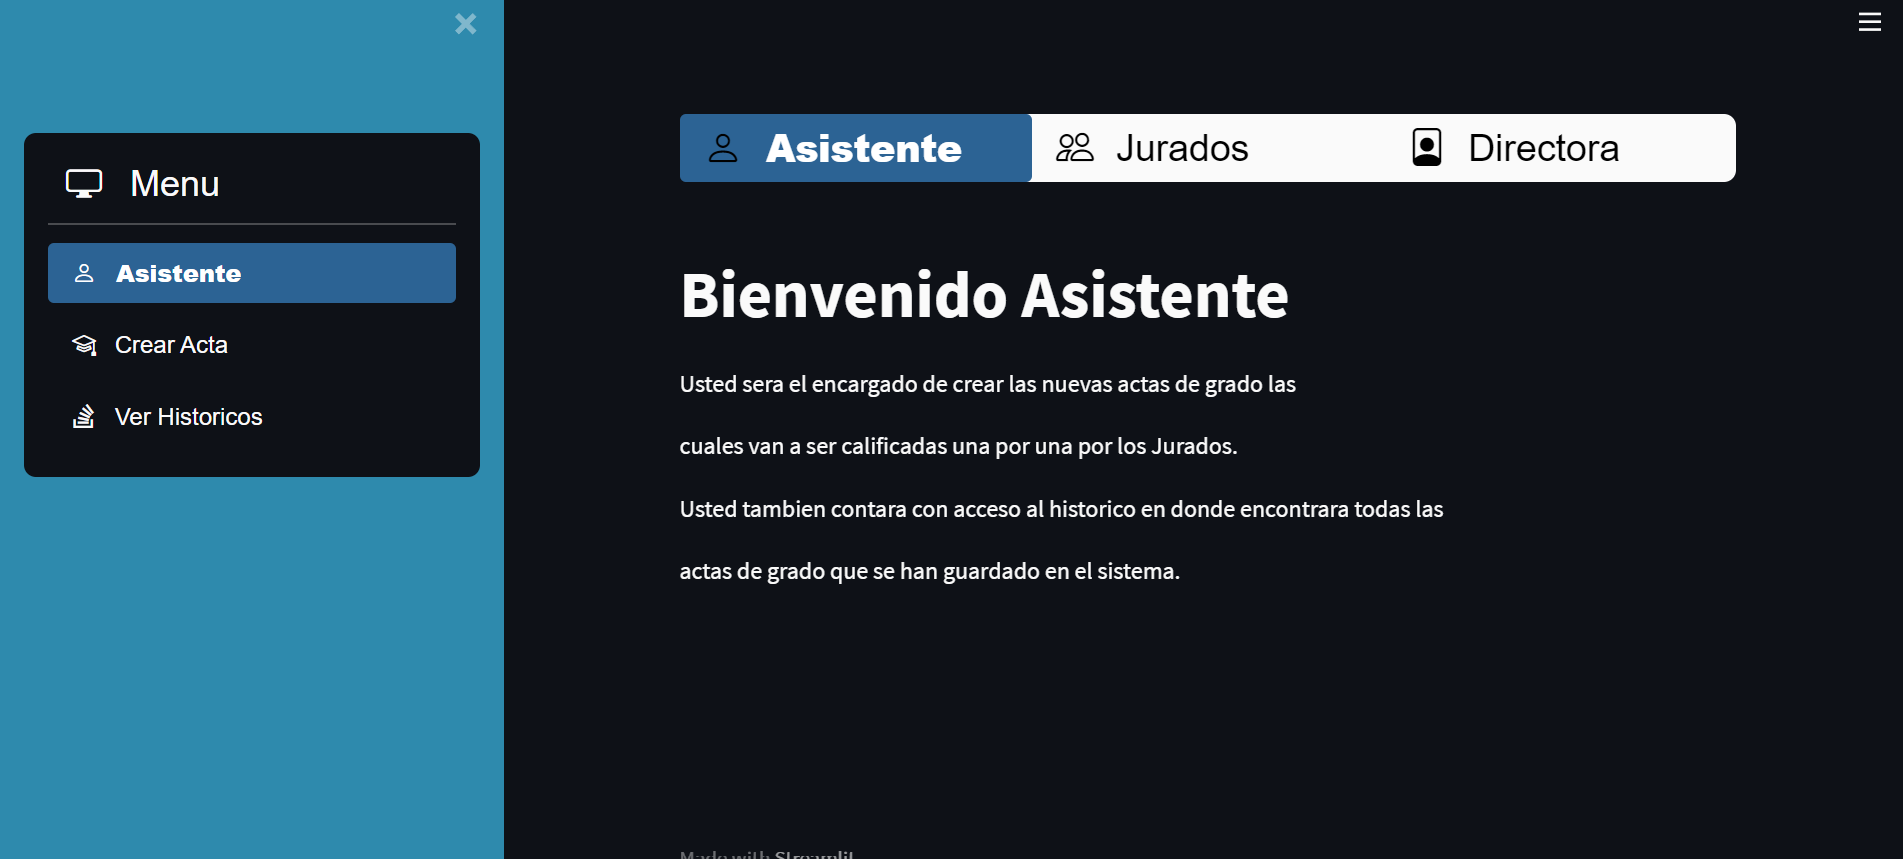 Menu
Asistente
Crear Acta
Ver Historicos
Asistente
Jurados
Directora
Bienvenido Asistente
Usted sera el encargado de crear las nuevas actas de grado las
cuales van a ser calificadas una por una por los Jurados.
Usted tambien contara con acceso al historico en donde encontrara todas las
actas de grado que se han guardado en el sistema.
Made with Streamlit